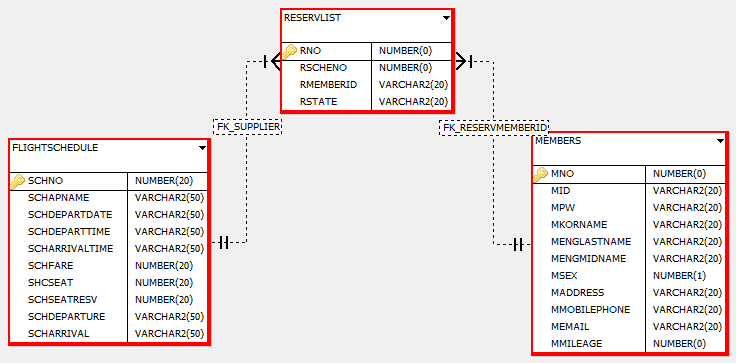 RESERVLIST
RNO NUMBER(0)
RSCHENO NUMBER(0)
RMEMBERID VARCHAR2(20)
RSTATE VARCHAR2(20)
FK_SUPPLIER
FK_RESERVMEMBERID
FLIGHTSCHEDULE
SCHNO NUMBER(20)
SCHAPNAME VARCHAR2(50)
SCHDEPARTDATE VARCHAR2(50)
SCHDEPARTTIME VARCHAR2(50)
SCHARRIVALTIME VARCHAR2(50)
SCHFARE NUMBER(20)
SHCSEAT NUMBER(20)
SCHSEATRESV NUMBER(20)
SCHDEPARTURE VARCHAR2(50)
SCHARRIVAL VARCHAR2(50)
MEMBERS
MNO NUMBER(0)
MID VARCHAR2(20)
MPW VARCHAR2(20)
MKORNAME VARCHAR2(20)
MENGLASTNAME VARCHAR2(20)
MENGMIDNAME VARCHAR2(20)
MSEX NUMBER(1)
MADDRESS VARCHAR2(20)
MMOBILEPHONE VARCHAR2(20)
MEMAIL VARCHAR2(20)
MMILEAGE NUMBER(0)